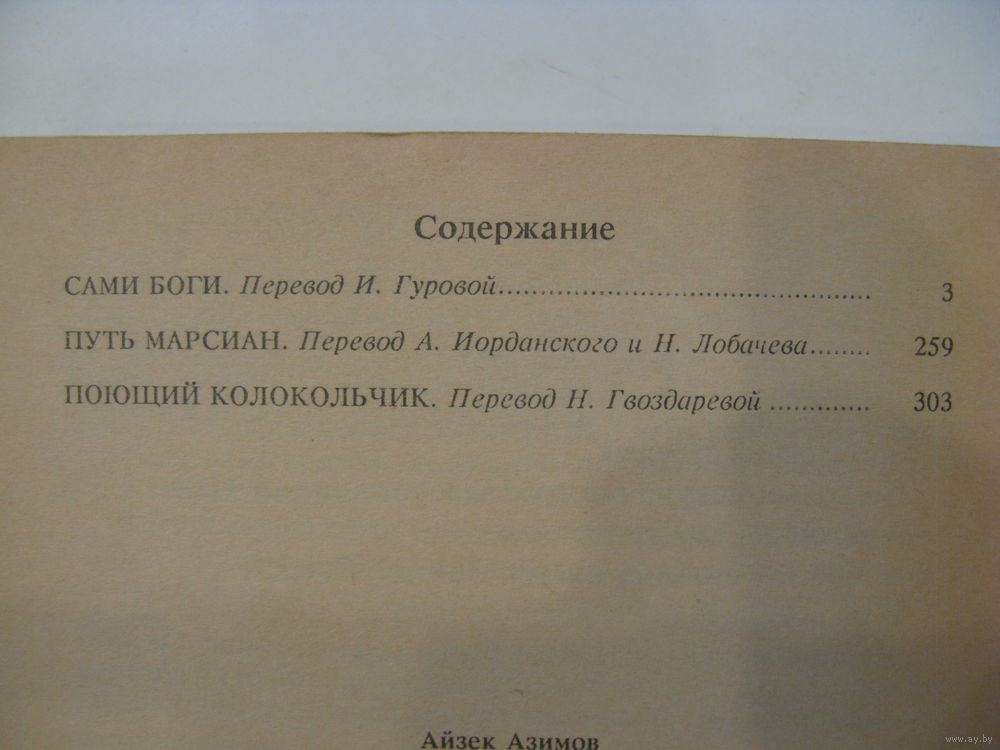 Содержание
САМИ БОГИ. Перевод И. Гуровой.............................................. 3
ПУТЬ МАРСИАН. Перевод А. Иорданского и Н. Лобачева........ 259
ПОЮЩИЙ КОЛОКОЛЬЧИК. Перевод Н. Гвоздаревой ............. 303
Айзек Азимов
www.ay.by